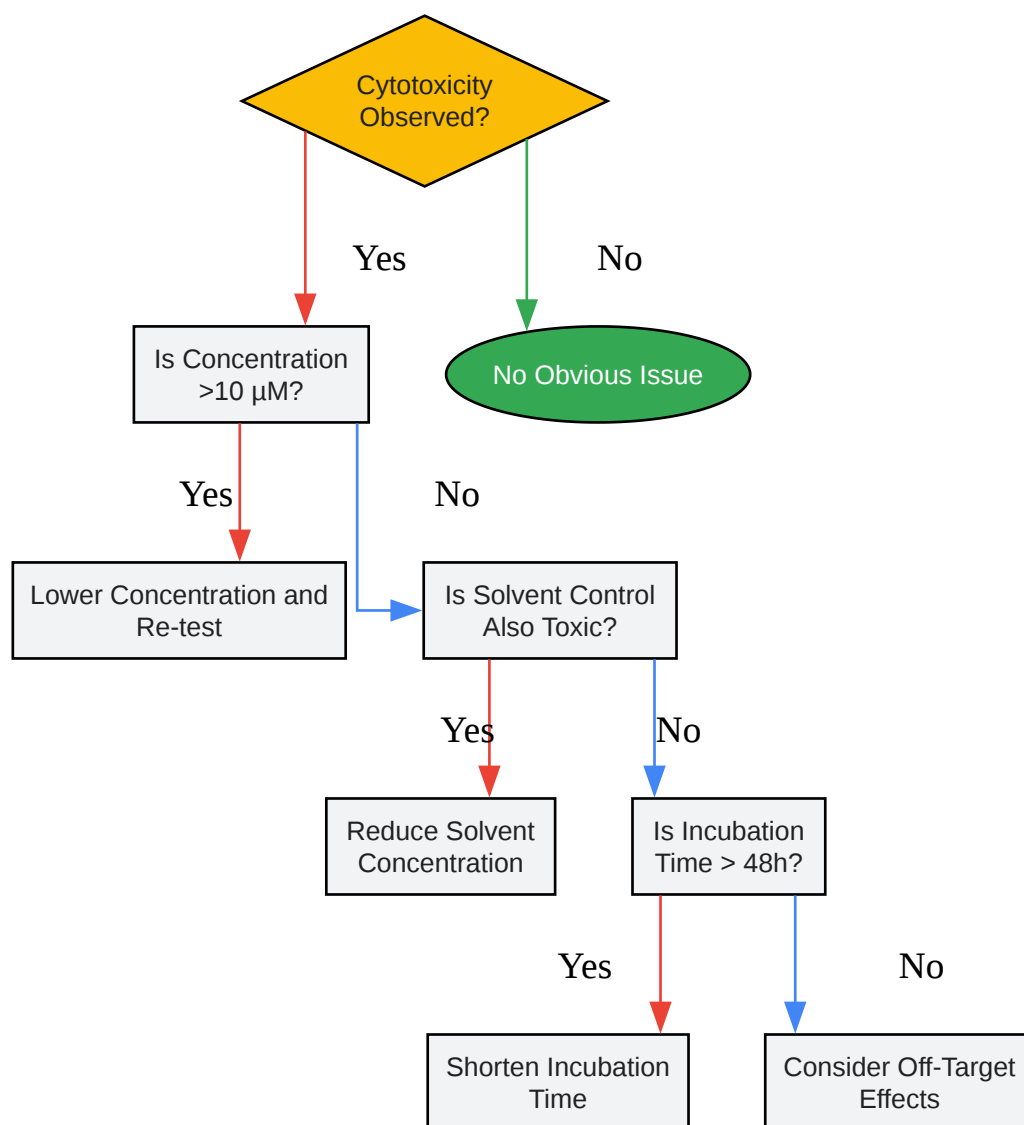 Cytotoxicity
Observed?
Yes
No
Is Concentration
>10 µM?
No Obvious Issue
Yes
No
Lower Concentration and
Re-test
Is Solvent Control
Also Toxic?
Yes
No
Reduce Solvent
Concentration
Is Incubation
Time > 48h?
Yes
No
Shorten Incubation
Time
Consider Off-Target
Effects